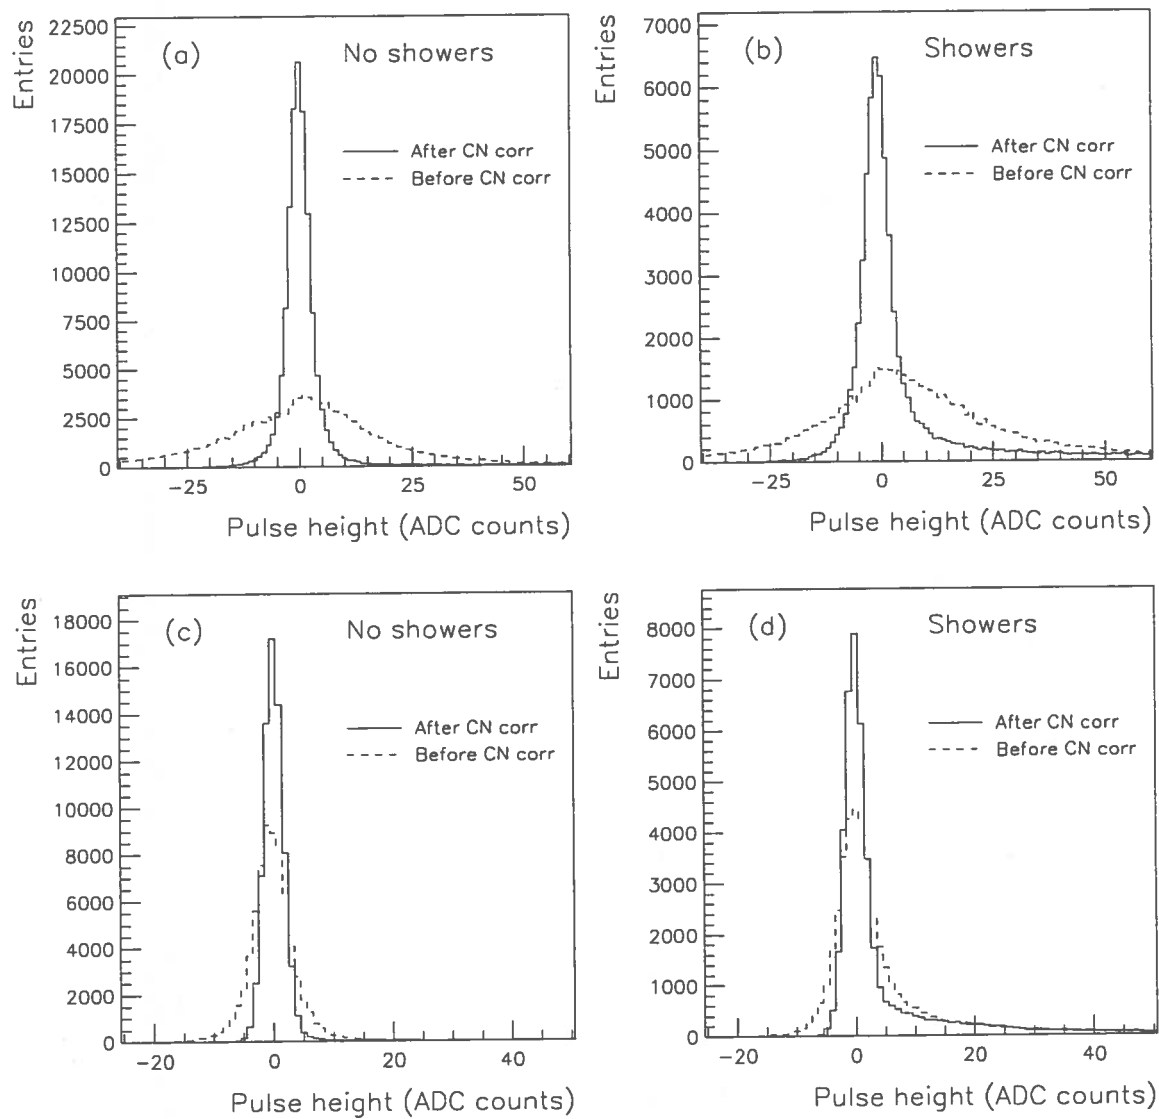 Entries
(a)
No showers
After CN corr
Before CN corr
22500
20000
17500
15000
12500
10000
7500
5000
2500
0
−25
0
25
50
Pulse height (ADC counts)
Entries
(b)
Showers
After CN corr
Before CN corr
7000
6000
5000
4000
3000
2000
1000
0
−25
0
25
50
Pulse height (ADC counts)
Entries
(c)
No showers
After CN corr
Before CN corr
18000
16000
14000
12000
10000
8000
6000
4000
2000
0
−20
0
20
40
Pulse height (ADC counts)
Entries
(d)
Showers
After CN corr
Before CN corr
8000
7000
6000
5000
4000
3000
2000
1000
0
−20
0
20
40
Pulse height (ADC counts)